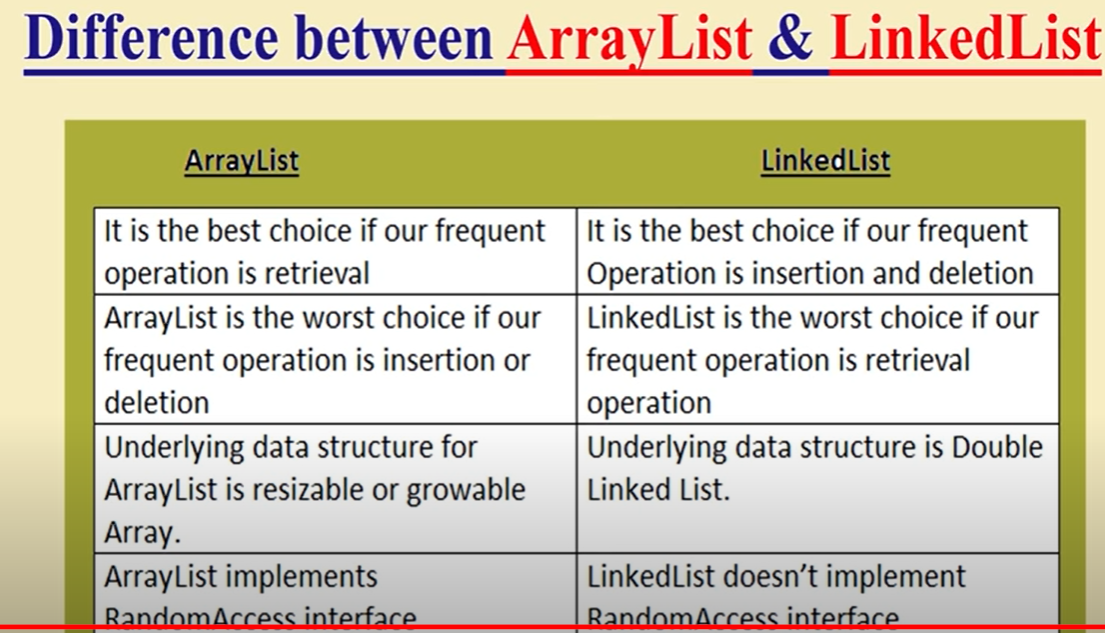 Difference between ArrayList & LinkedList
ArrayList
LinkedList
It is the best choice if our frequent
operation is retrieval
It is the best choice if our frequent
Operation is insertion and deletion
ArrayList is the worst choice if our
frequent operation is insertion or
deletion
LinkedList is the worst choice if our
frequent operation is retrieval
operation
Underlying data structure for
ArrayList is resizable or growable
Array.
Underlying data structure is Double
Linked List.
ArrayList implements
RandomAccess interface
LinkedList doesn’t implement
RandomAccess interface